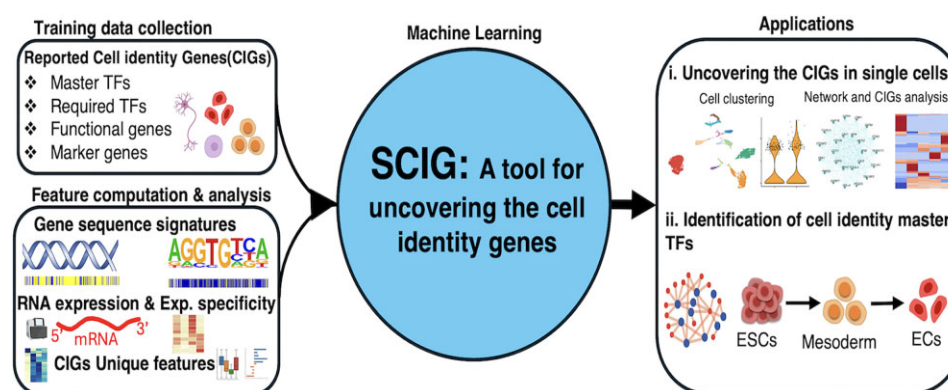 Training data collection
Reported Cell identity Genes(CIGs)
❖ Master TFs
❖ Required TFs
❖ Functional genes
❖ Marker genes
Feature computation & analysis
Gene sequence signatures
RNA expression & Exp. specificity
5' mRNA 3'
CIGs Unique features
Machine Learning
SCIG: A tool for
uncovering the cell
identity genes
Applications
i. Uncovering the CIGs in single cells
Cell clustering
Network and CIGs analysis
ii. Identification of cell identity master
TFs
ESCs
Mesoderm
ECs